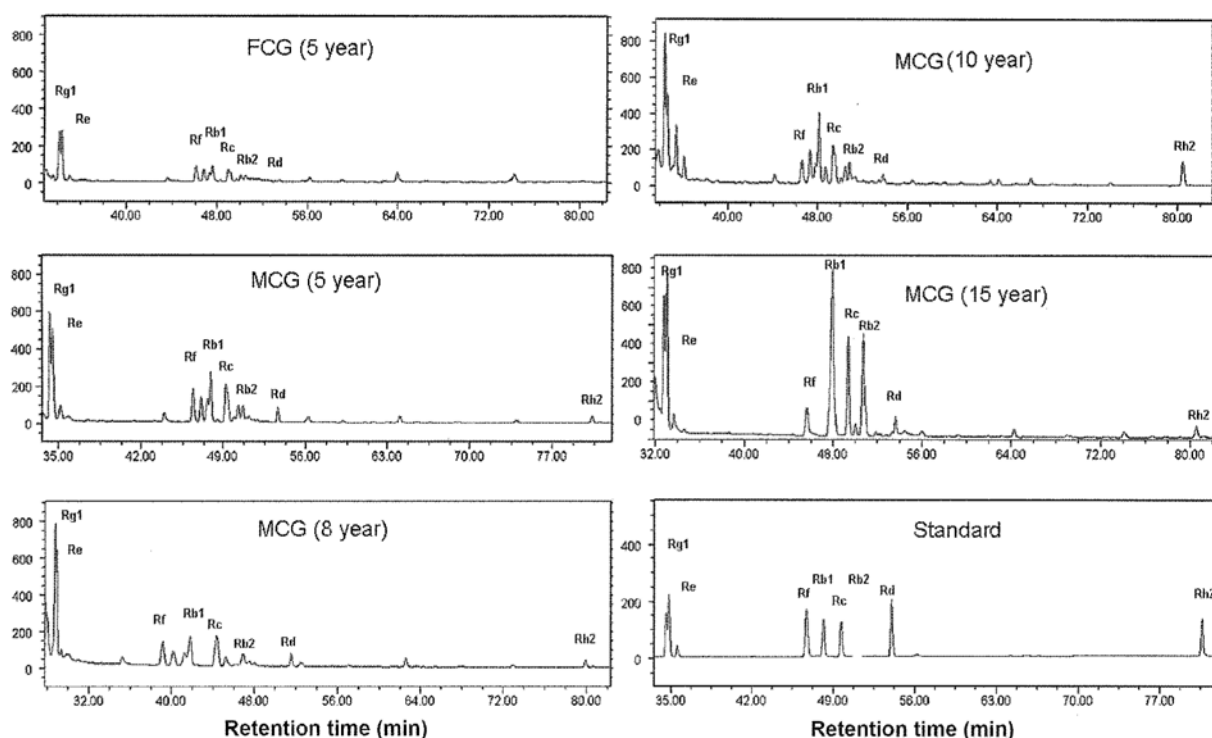 FCG (5 year)
800
600
400
200
0
Rg1
Re
Rf
Rb1
Rc
Rb2
Rd
40.00 48.00 56.00 64.00 72.00 80.00
MCG (10 year)
800
600
400
200
0
Rg1
Re
Rf
Rb1
Rc
Rb2
Rd
Rh2
40.00 48.00 56.00 64.00 72.00 80.00
MCG (5 year)
800
600
400
200
0
Rg1
Re
Rf
Rb1
Rc
Rb2
Rd
Rh2
35.00 42.00 49.00 56.00 63.00 70.00 77.00
MCG (15 year)
800
600
400
200
0
Rg1
Re
Rf
Rb1
Rc
Rb2
Rd
Rh2
32.00 40.00 48.00 56.00 64.00 72.00 80.00
MCG (8 year)
800
600
400
200
0
Rg1
Re
Rf
Rb1
Rc
Rb2
Rd
Rh2
32.00 40.00 48.00 56.00 64.00 72.00 80.00
Retention time (min)
Standard
400
200
0
Rg1
Re
Rf
Rb1
Rc
Rb2
Rd
Rh2
35.00 42.00 49.00 56.00 63.00 70.00 77.00
Retention time (min)